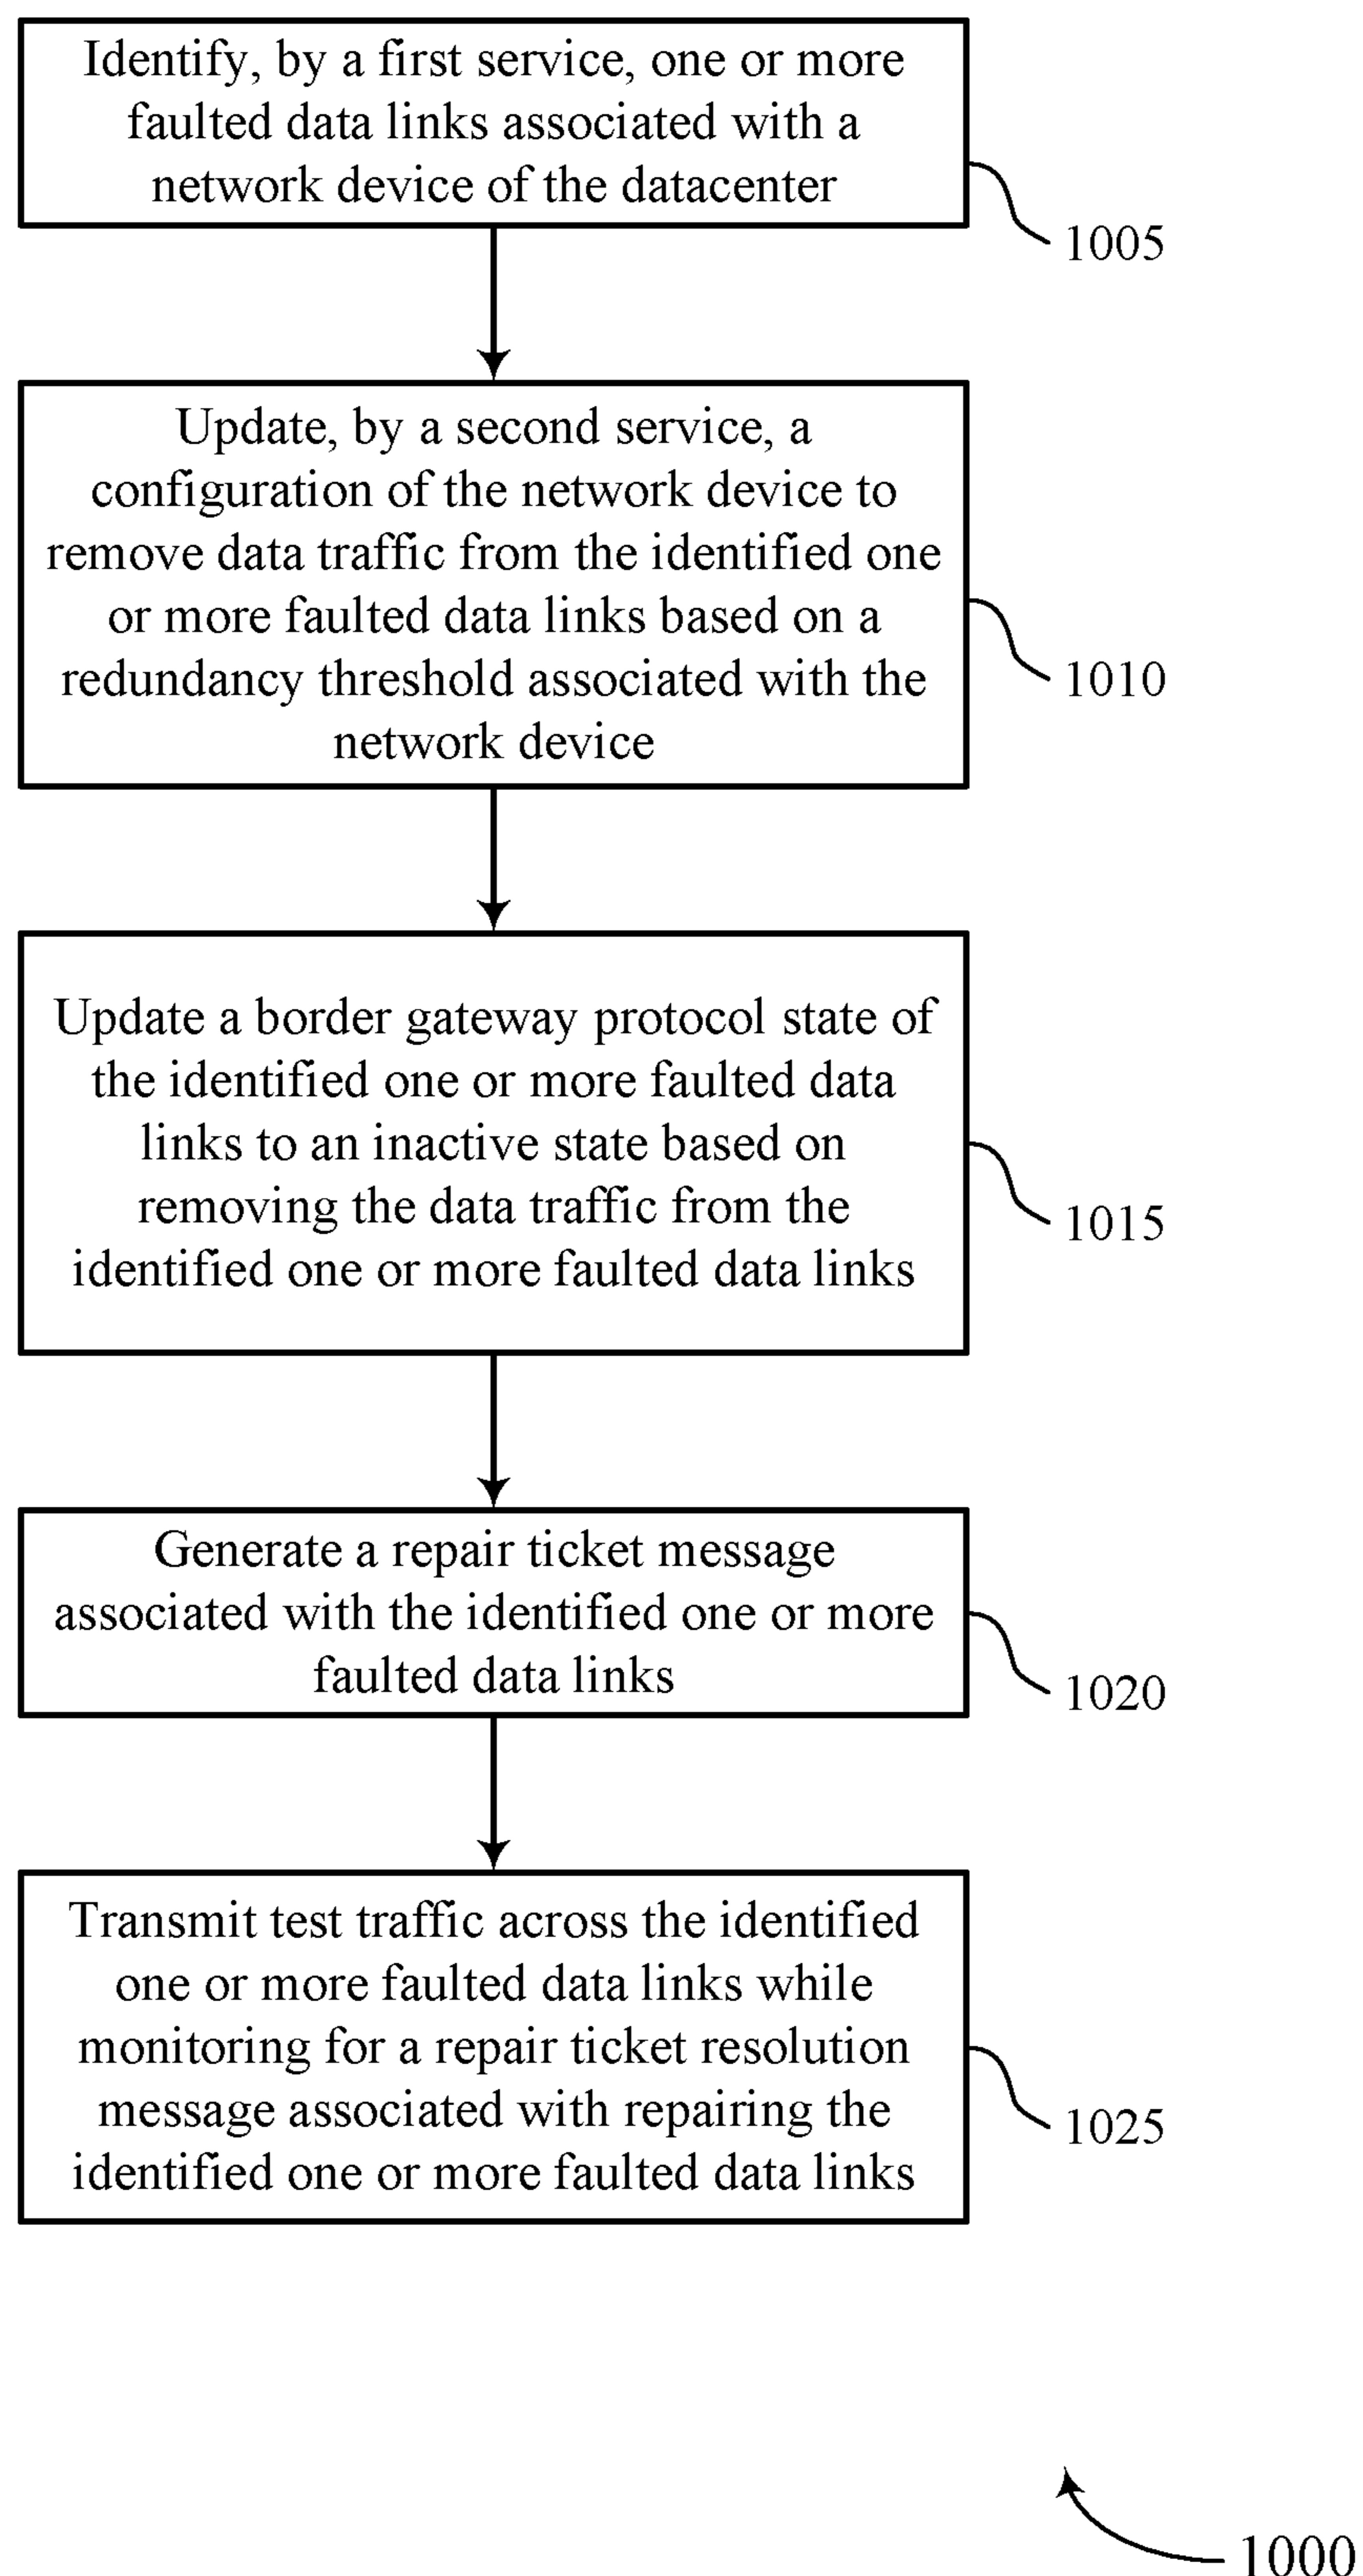 Identify, by a first service, one or more
faulted data links associated with a
network device of the datacenter
1005
Update, by a second service, a
configuration of the network device to
remove data traffic from the identified one
or more faulted data links based on a
redundancy threshold associated with the
network device
1010
Update a border gateway protocol state of
the identified one or more faulted data
links to an inactive state based on
removing the data traffic from the
identified one or more faulted data links
1015
Generate a repair ticket message
associated with the identified one or more
faulted data links
1020
Transmit test traffic across the identified
one or more faulted data links while
monitoring for a repair ticket resolution
message associated with repairing the
identified one or more faulted data links
1025
1000